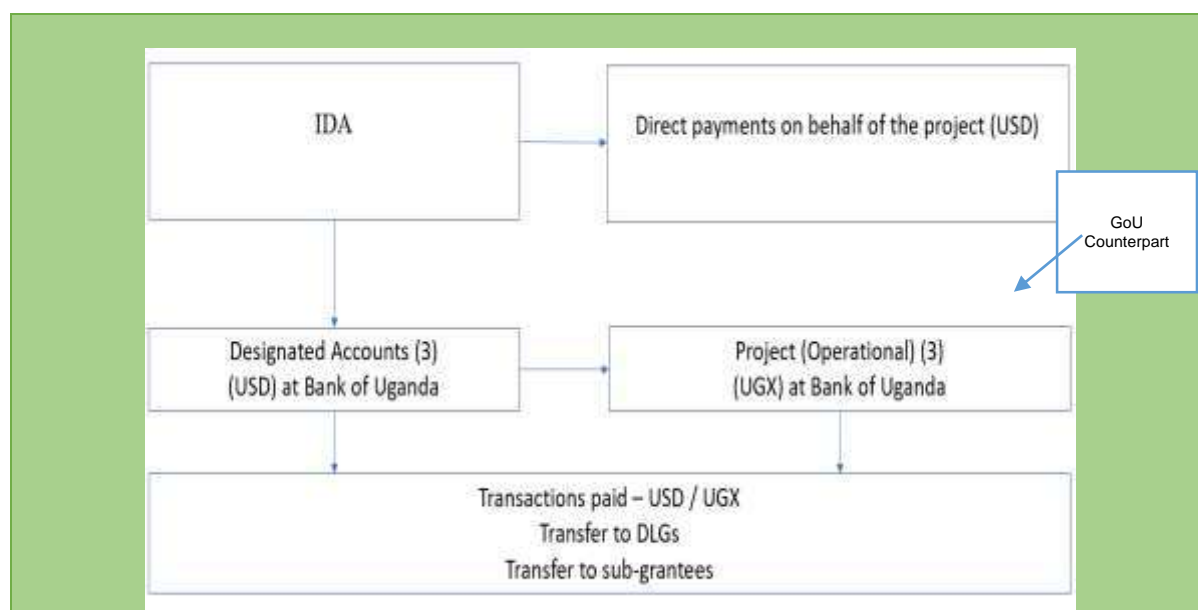 IDA
Direct payments on behalf of the project (USD)
GoU
Counterpart
Designated Accounts (3)
(USD) at Bank of Uganda
Project (Operational) (3)
(UGX) at Bank of Uganda
Transactions paid – USD / UGX
Transfer to DLGs
Transfer to sub-grantees